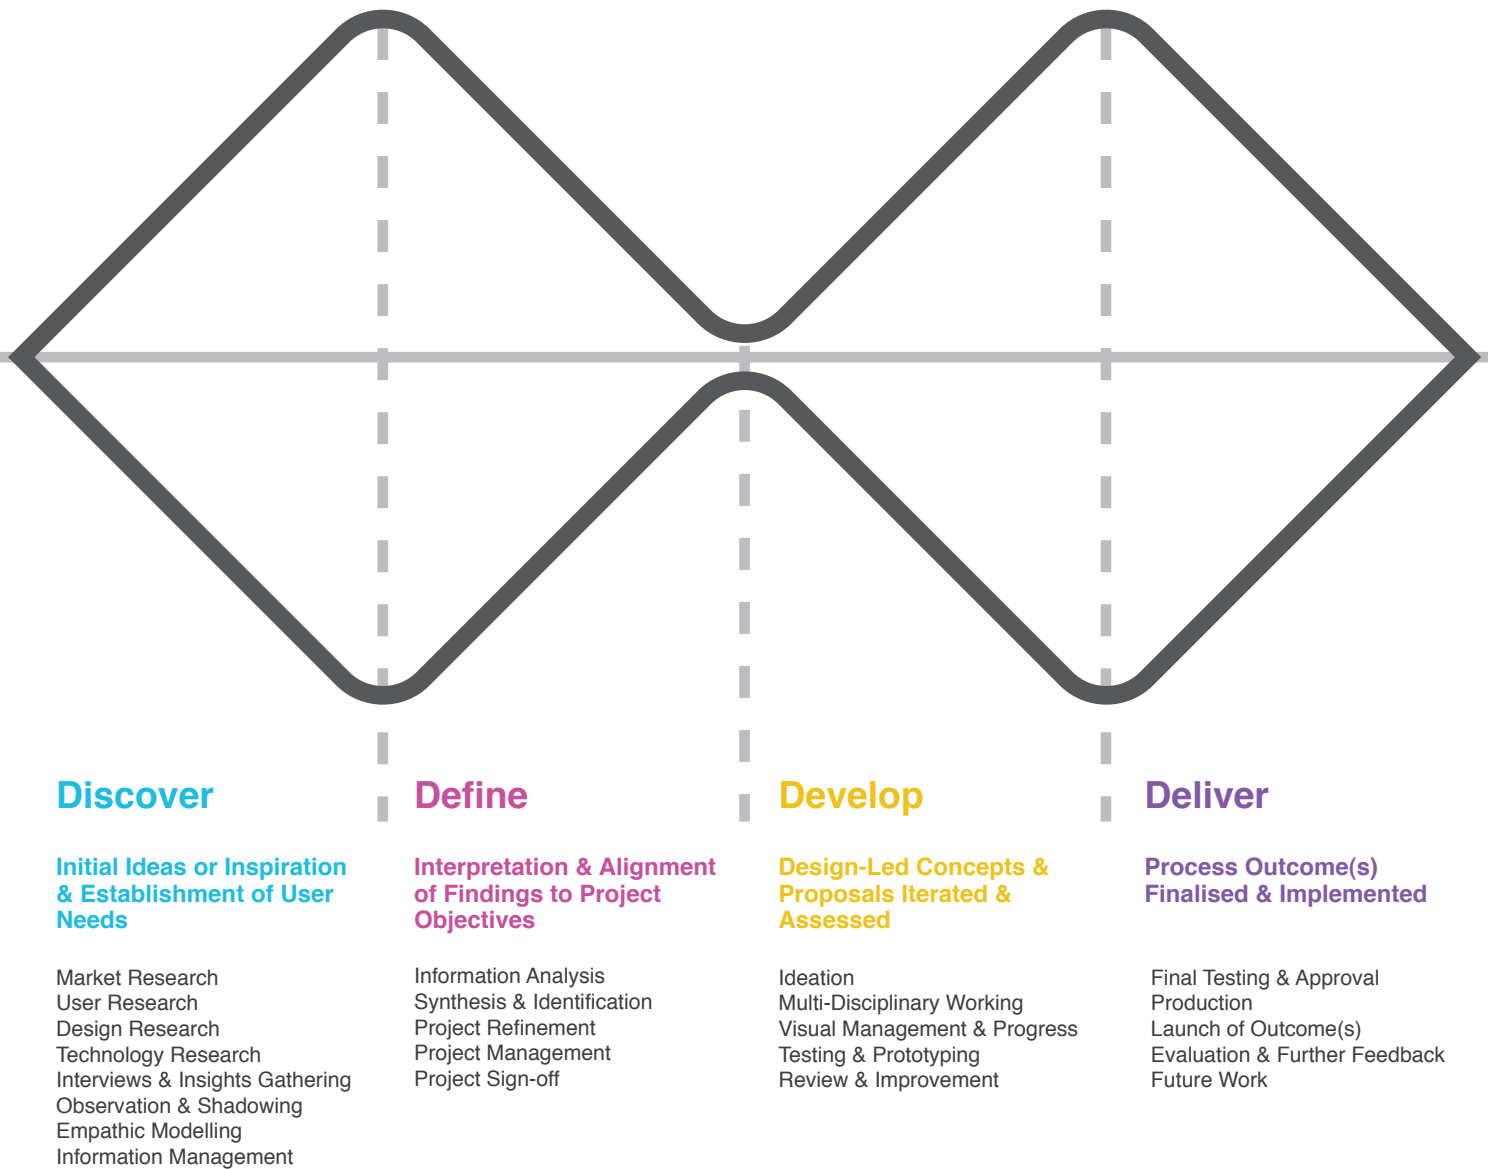 Discover
Initial Ideas or Inspiration
& Establishment of User
Needs
Market Research
User Research
Design Research
Technology Research
Interviews & Insights Gathering
Observation & Shadowing
Empathic Modelling
Information Management
Define
Interpretation & Alignment
of Findings to Project
Objectives
Information Analysis
Synthesis & Identification
Project Refinement
Project Management
Project Sign-off
Develop
Design-Led Concepts &
Proposals Iterated &
Assessed
Ideation
Multi-Disciplinary Working
Visual Management & Progress
Testing & Prototyping
Review & Improvement
Deliver
Process Outcome(s)
Finalised & Implemented
Final Testing & Approval
Production
Launch of Outcome(s)
Evaluation & Further Feedback
Future Work